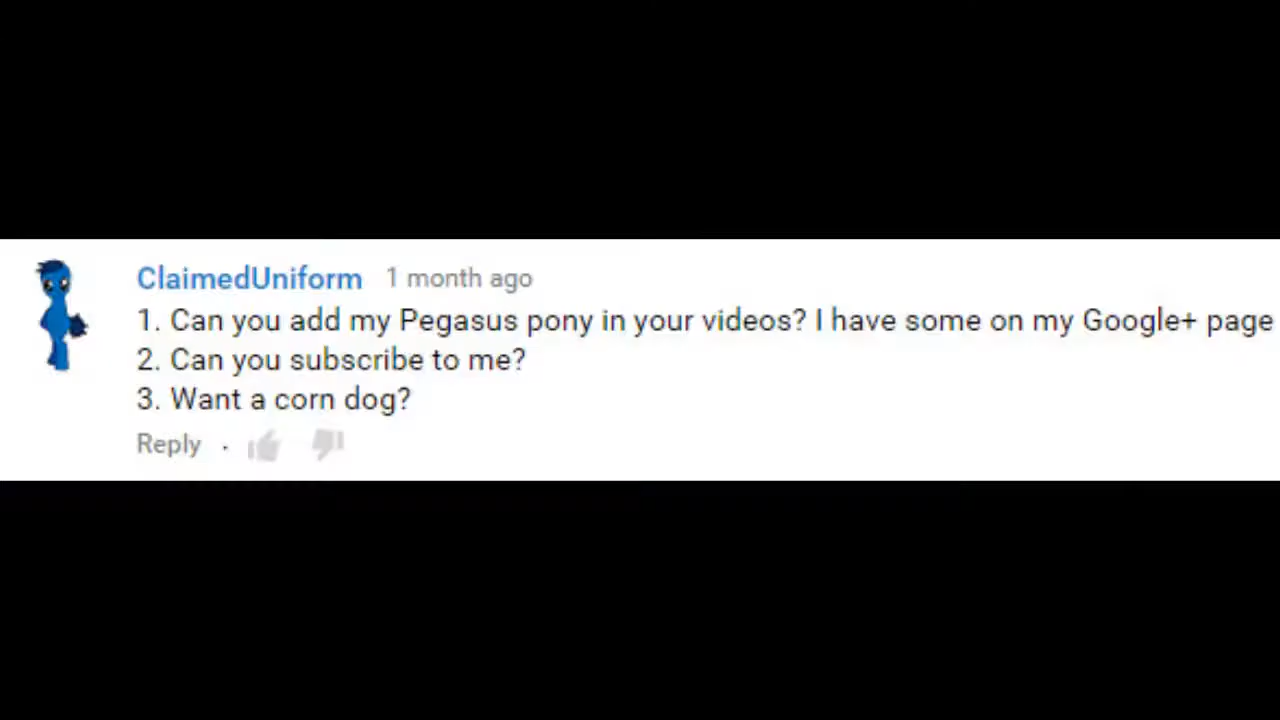 ClaimedUniform 1 month ago
1. Can you add my Pegasus pony in your videos? I have some on my Google+ page
2. Can you subscribe to me?
3. Want a corn dog?
Reply ·